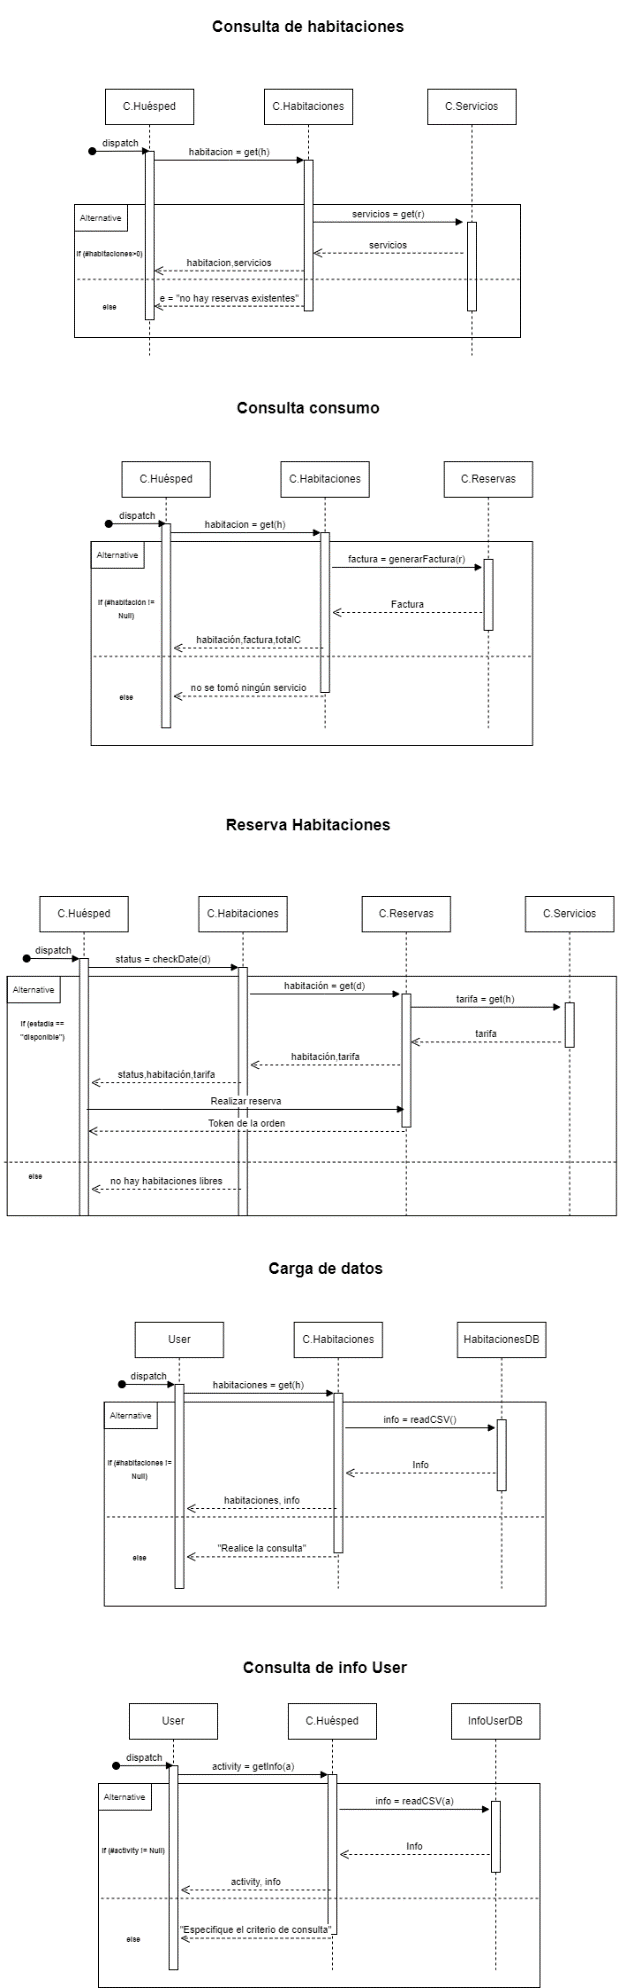 Consulta de habitaciones
C.Huésped
C.Habitaciones
C.Servicios
dispatch
habitacion = get(h)
Alternative
servicios = get(r)
If (#habitaciones>0)
servicios
habitacion,servicios
else
e = "no hay reservas existentes"
Consulta consumo
C.Huésped
C.Habitaciones
C.Reservas
dispatch
habitacion = get(h)
Alternative
factura = generarFactura(r)
If (#habitación !=
Null)
Factura
habitación,factura,totalC
else
no se tomó ningún servicio
Reserva Habitaciones
C.Huésped
C.Habitaciones
C.Reservas
C.Servicios
dispatch
status = checkDate(d)
Alternative
habitación = get(d)
tarifa = get(h)
If (estadia ==
"disponible")
tarifa
habitación,tarifa
status,habitación,tarifa
Realizar reserva
Token de la orden
else
no hay habitaciones libres
Carga de datos
User
C.Habitaciones
HabitacionesDB
dispatch
habitaciones = get(h)
Alternative
info = readCSV()
If (#habitaciones !=
Null)
Info
habitaciones, info
else
"Realice la consulta"
Consulta de info User
User
C.Huésped
InfoUserDB
dispatch
activity = getInfo(a)
Alternative
info = readCSV(a)
If (#activity != Null)
Info
activity, info
else
"Especifique el criterio de consulta"